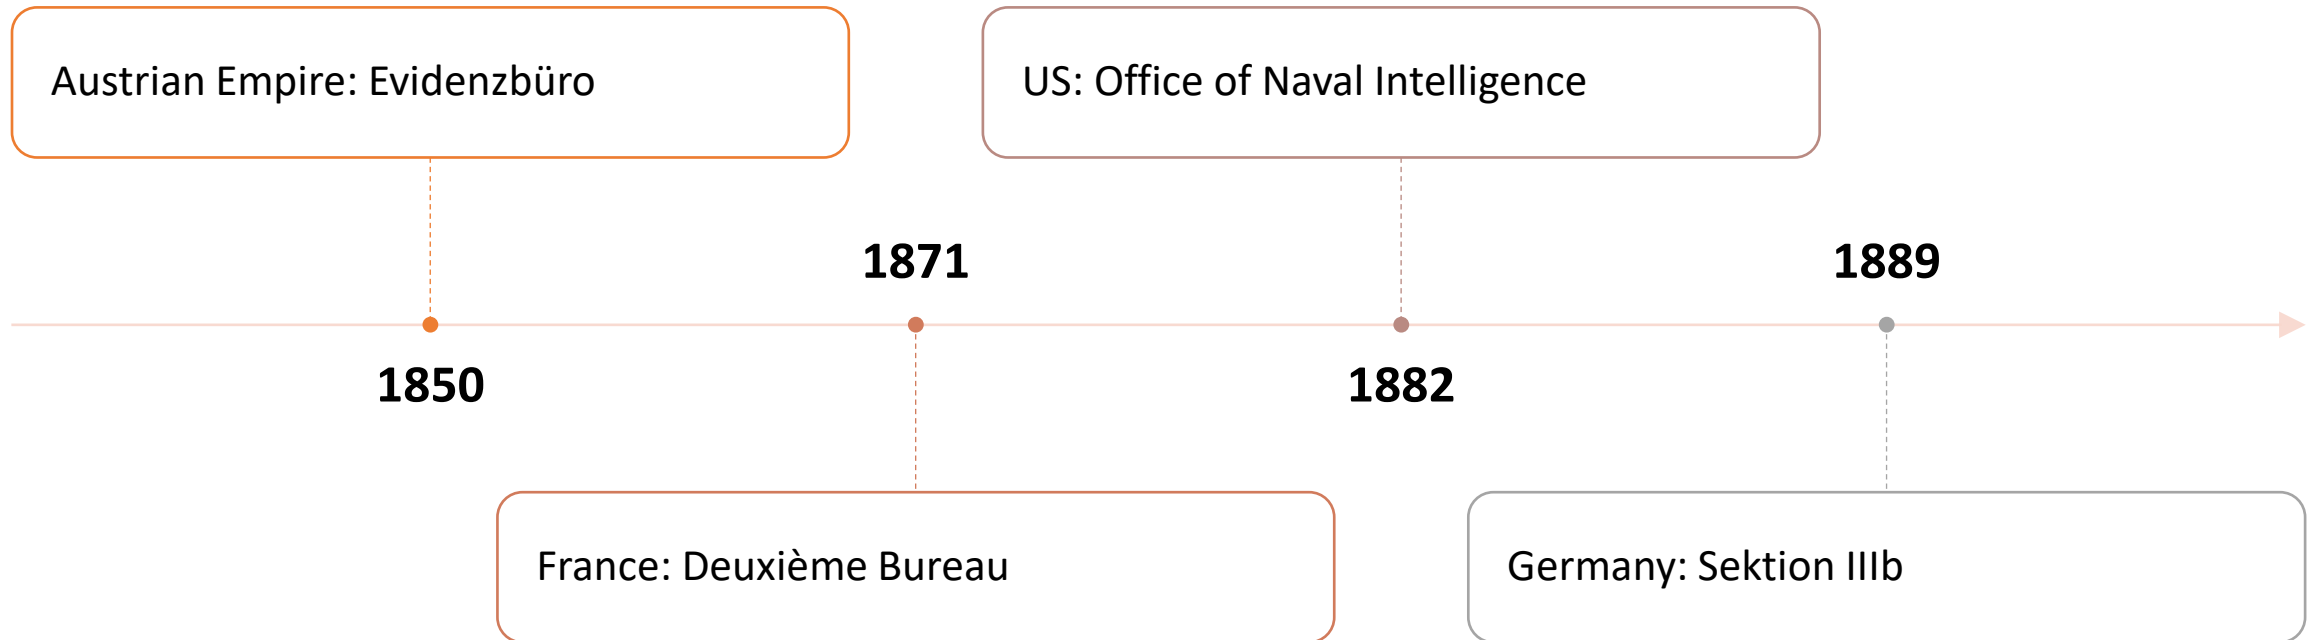 Austrian Empire: Evidenzbüro
US: Office of Naval Intelligence
1871
1889
1850
1882
France: Deuxième Bureau
Germany: Sektion IIIb